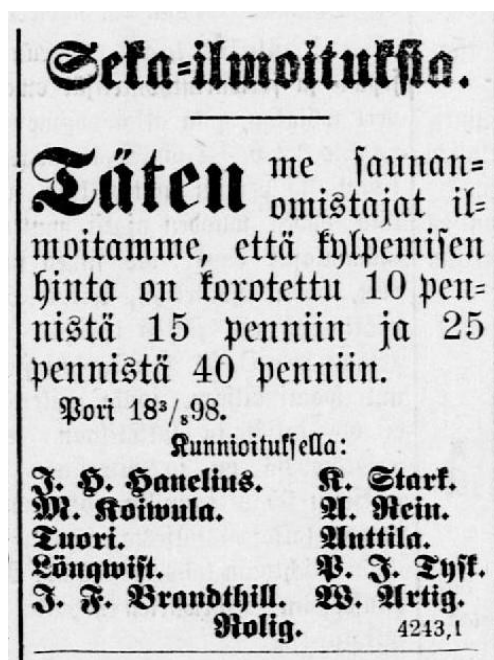 Seka-ilmoituksia.
Täten me saunan-
omistajat il-
moitamme, että kylpemisen
hinta on korotettu 10 pen-
nistä 15 penniin ja 25
pennistä 40 penniin.
Pori 18³/₈98.
Kunnioituksella:
J. H. Hanelius. K. Stark.
M. Koiwula. A. Rein.
Tuori. Anttila.
Lönqwist. P. J. Tysk.
J. F. Brandthill. W. Artig.
Rolig. 4243,1